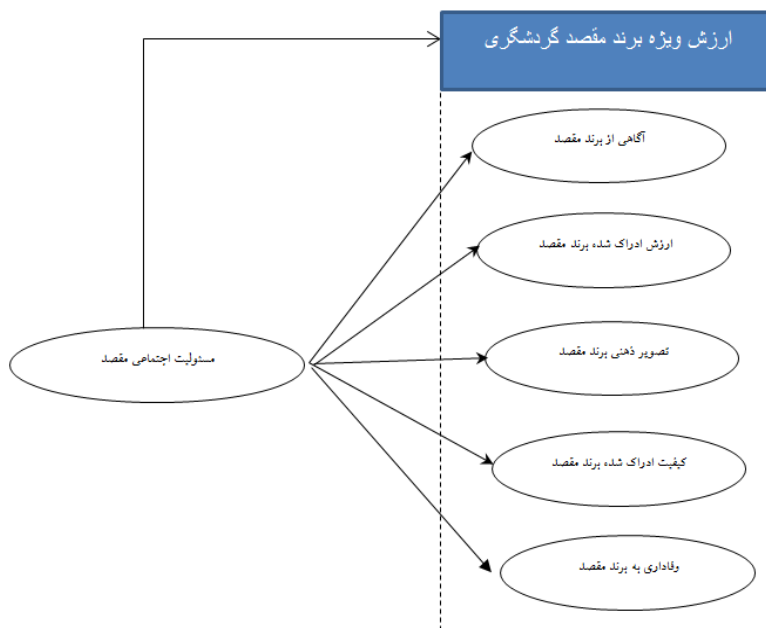 ارزش ویژه برند مقصد گردشگری
آگاهی از برند مقصد
ارزش ادراک شده برند مقصد
مسئولیت اجتماعی مقصد
تصویر ذهنی برند مقصد
کیفیت ادراک شده برند مقصد
وفاداری به برند مقصد